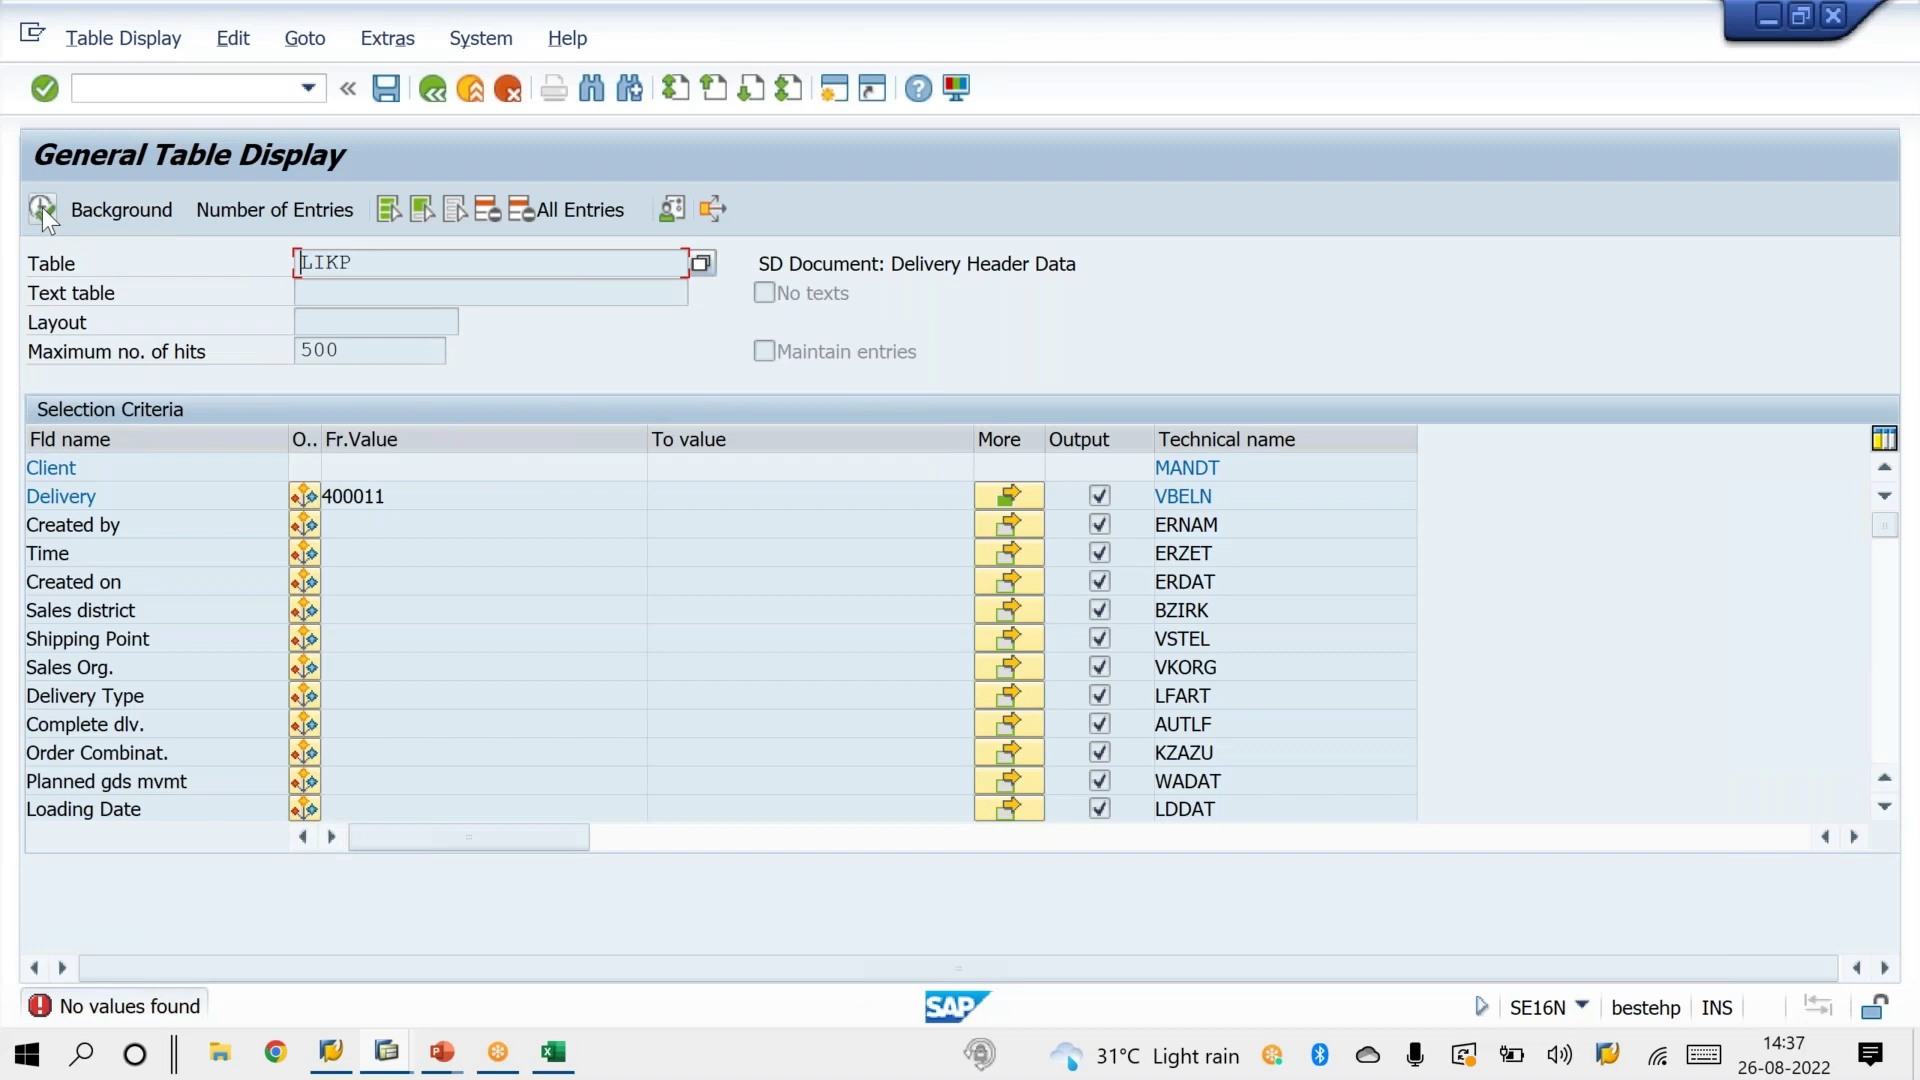 Table Display Edit Goto Extras System Help
General Table Display
Background Number of Entries All Entries
Table LIKP SD Document: Delivery Header Data
Text table No texts
Layout
Maximum no. of hits 500 Maintain entries
Selection Criteria
Fld name O.. Fr.Value To value More Output Technical name
Client MANDT
Delivery 400011 VBELN
Created by ERNAM
Time ERZET
Created on ERDAT
Sales district BZIRK
Shipping Point VSTEL
Sales Org. VKORG
Delivery Type LFART
Complete dlv. AUTLF
Order Combinat. KZAZU
Planned gds mvmt WADAT
Loading Date LDDAT
No values found SAP SE16N bestehp INS
31°C Light rain 14:37
26-08-2022